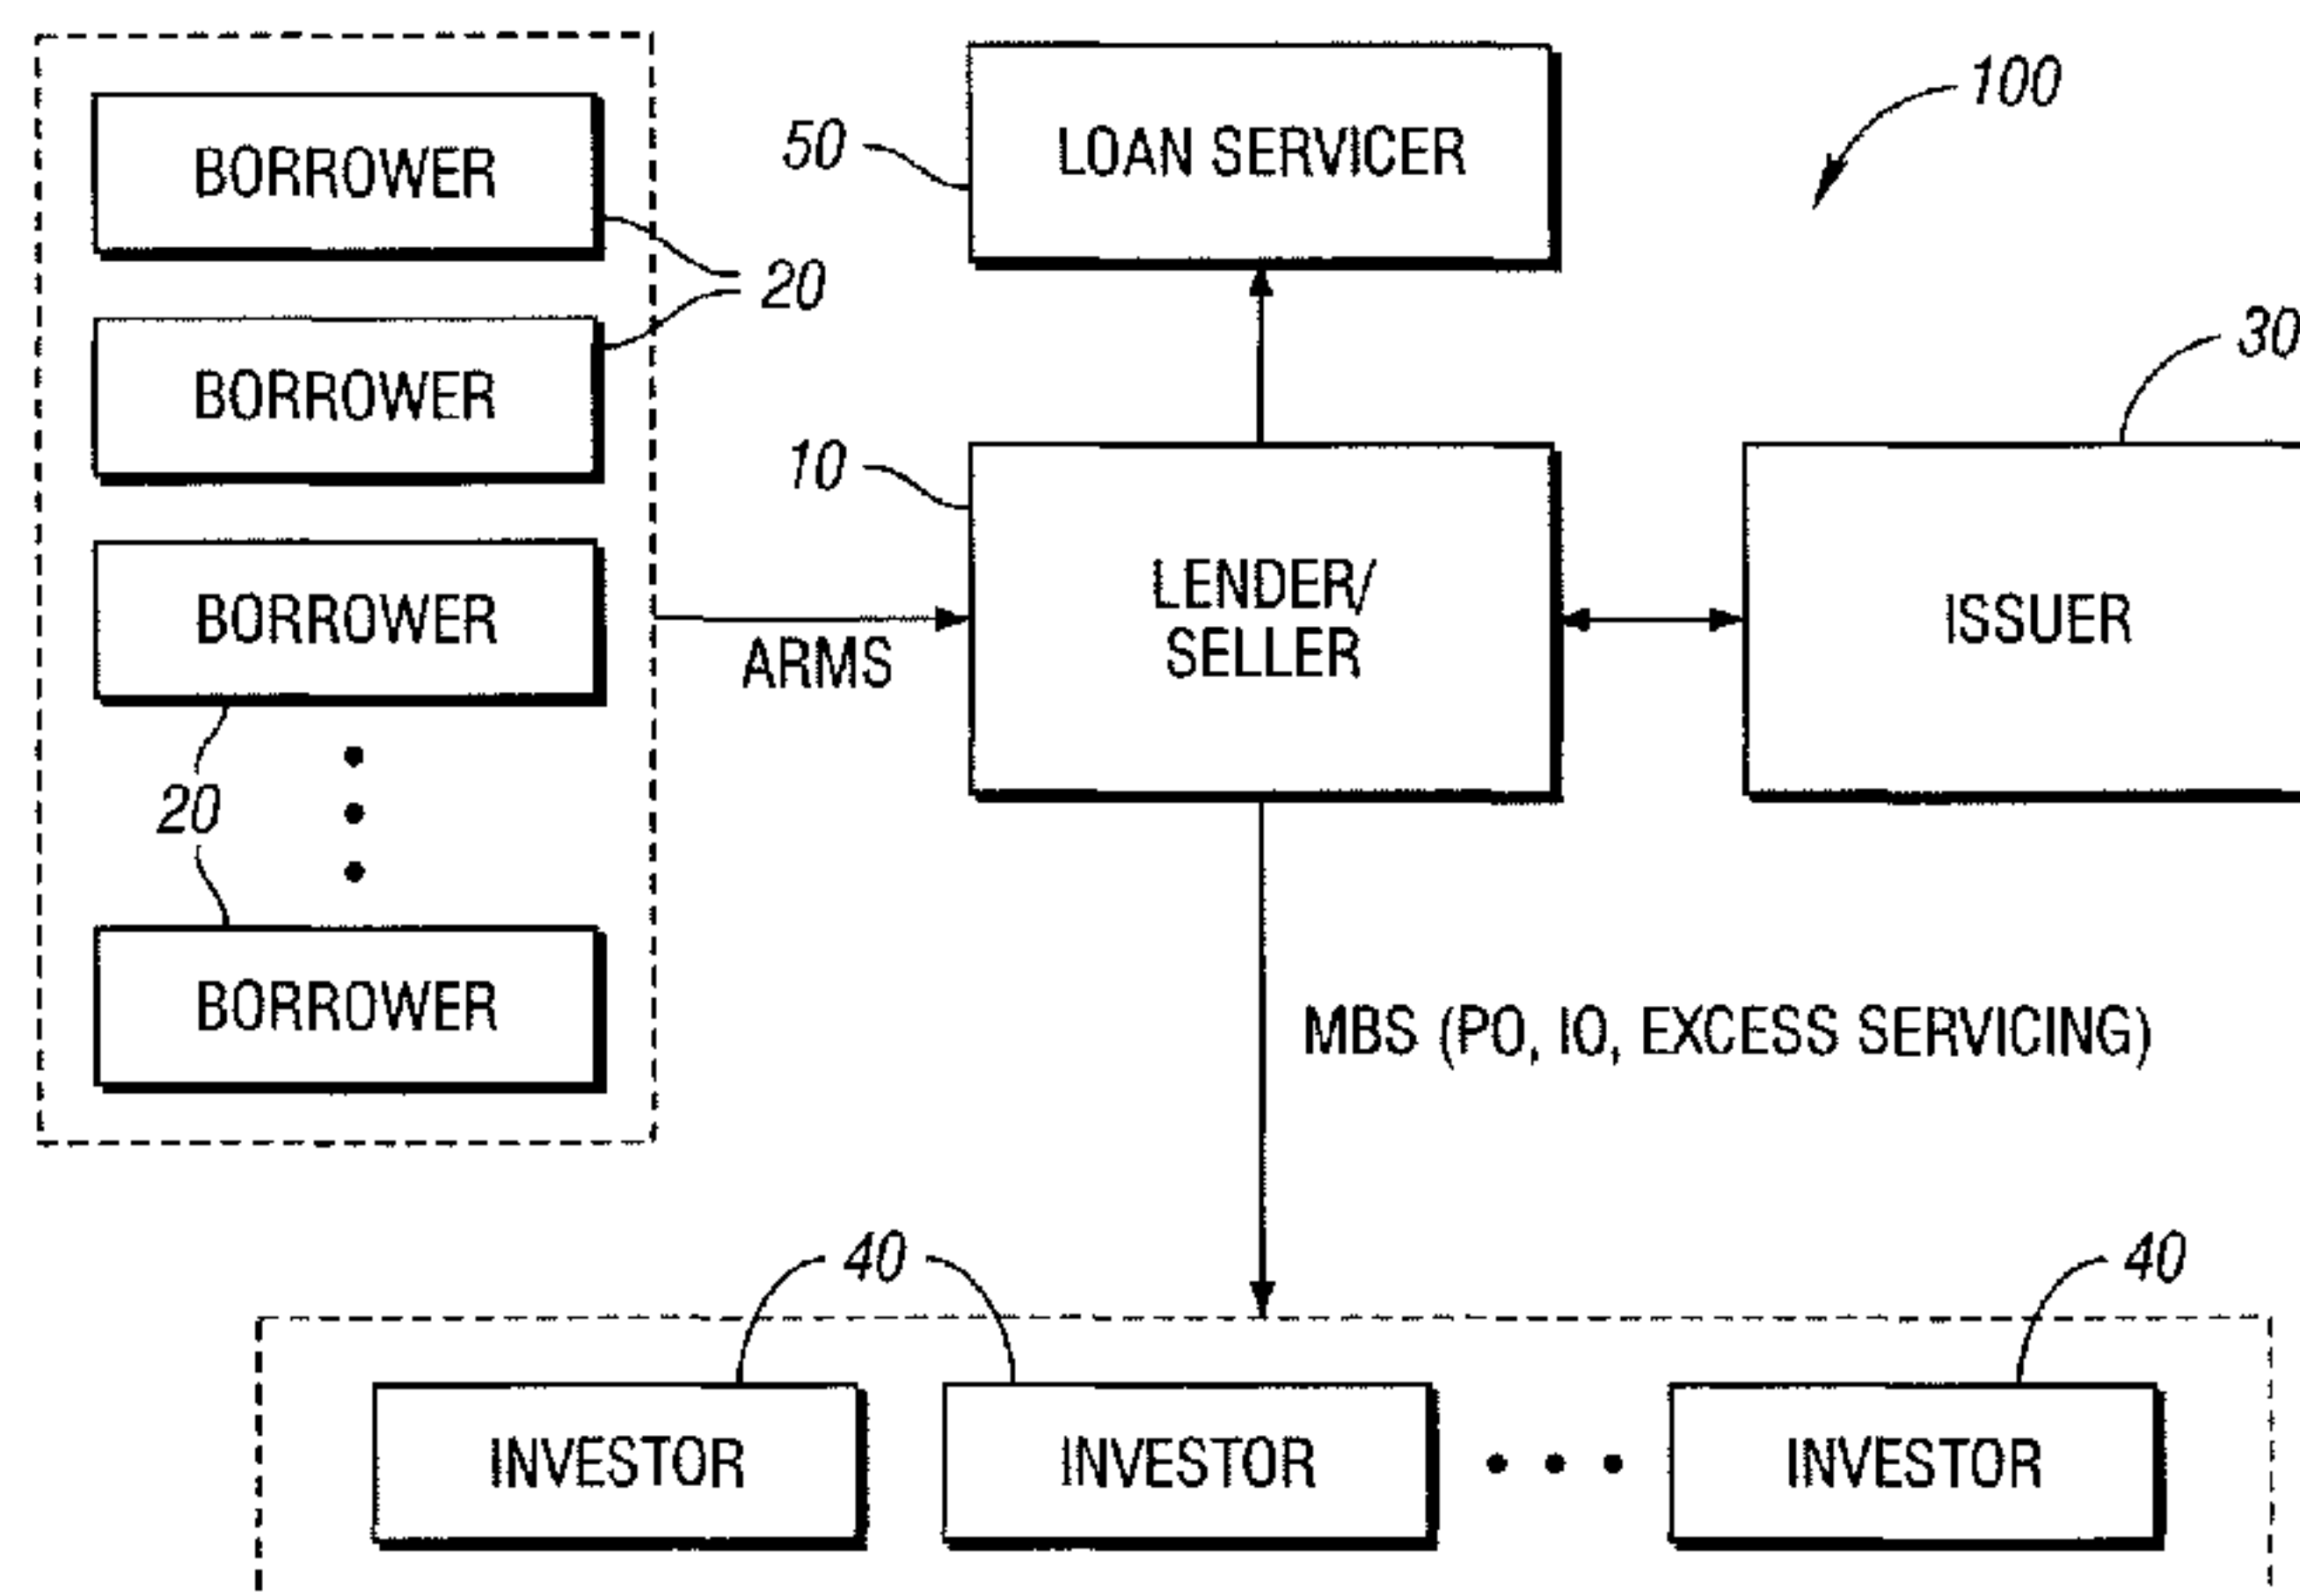 BORROWER
20
BORROWER
BORROWER
20
BORROWER
50
LOAN SERVICER
100
30
10
LENDER/
SELLER
ISSUER
ARMS
MBS (PO, IO, EXCESS SERVICING)
40
40
INVESTOR
INVESTOR
INVESTOR